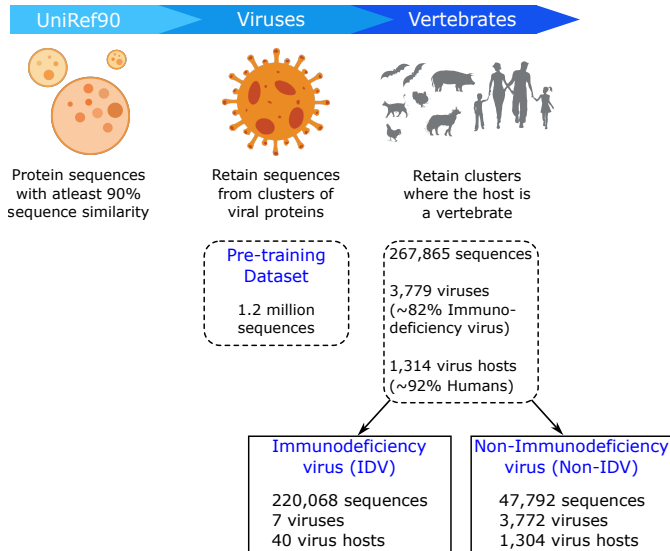 UniRef90
Viruses
Vertebrates
Protein sequences
with atleast 90%
sequence similarity
Retain sequences
from clusters of
viral proteins
Retain clusters
where the host is
a vertebrate
Pre-training
Dataset
1.2 million
sequences
267,865 sequences
3,779 viruses
(~82% Immuno-
deficiency virus)
1,314 virus hosts
(~92% Humans)
Immunodeficiency
virus (IDV)
220,068 sequences
7 viruses
40 virus hosts
Non-Immunodeficiency
virus (Non-IDV)
47,792 sequences
3,772 viruses
1,304 virus hosts